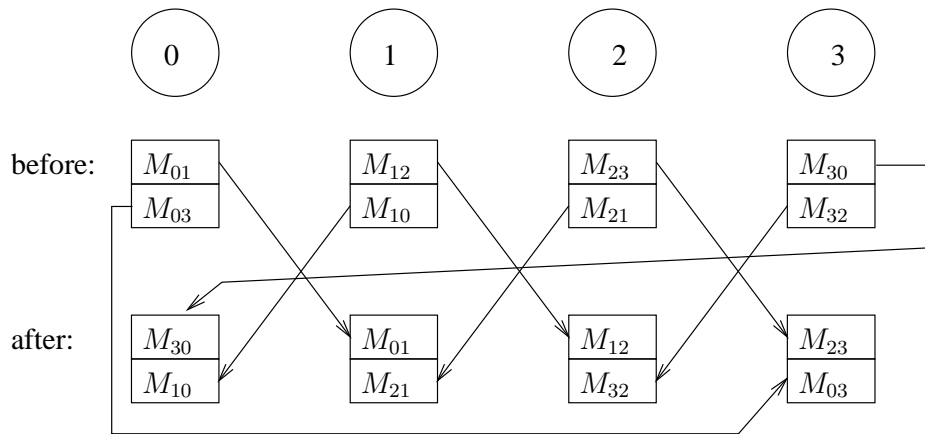 0 1 2 3
before: M₀₁ M₁₂ M₂₃ M₃₀
M₀₃ M₁₀ M₂₁ M₃₂
after: M₃₀ M₀₁ M₁₂ M₂₃
M₁₀ M₂₁ M₃₂ M₀₃